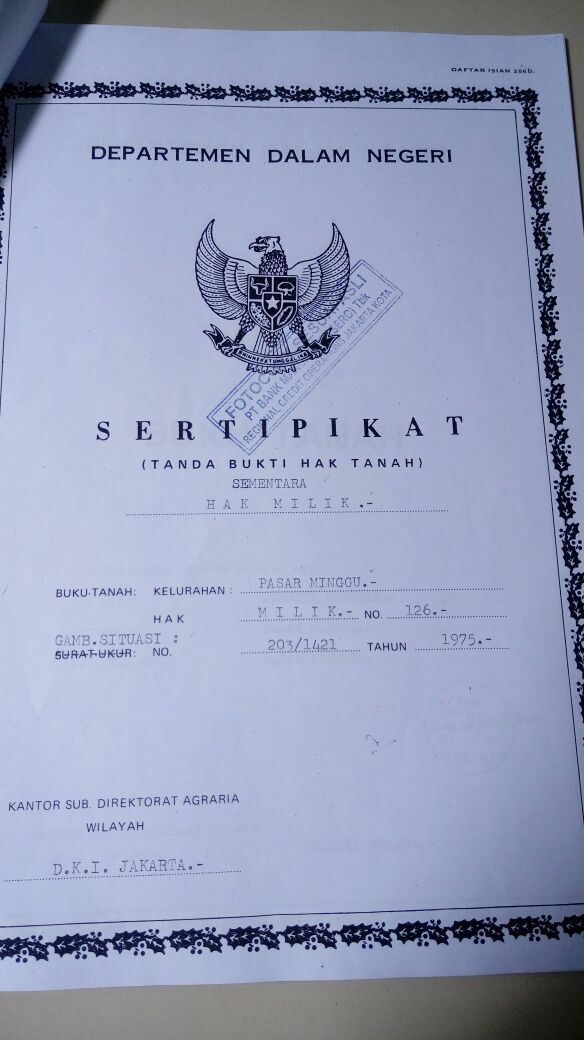 DAFTAR ISIAN 206b.
DEPARTEMEN DALAM NEGERI
BHINNEKA TUNGGAL IKA
FOTOCOPY SESUAI ASLI
PT BANK (PERSERO) Tbk
REGIONAL CREDIT OPERATIONS JAKARTA KOTA
SERTIPIKAT
(TANDA BUKTI HAK TANAH)
SEMENTARA
HAK MILIK.-
BUKU-TANAH: KELURAHAN : PASAR MINGGU.-
HAK MILIK.- NO. 126.-
GAMB.SITUASI :
SURAT-UKUR: NO. 203/1421 TAHUN 1975.-
KANTOR SUB. DIREKTORAT AGRARIA
WILAYAH
D.K.I. JAKARTA.-